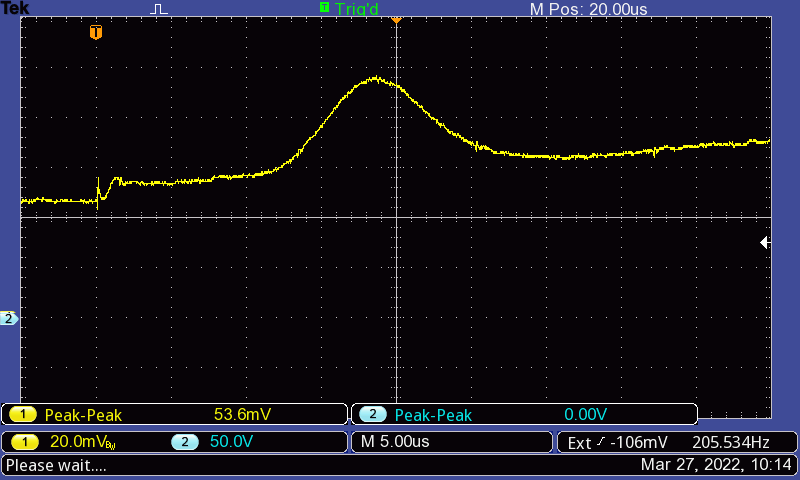 Tek T Trig'd M Pos: 20.00us
T
2
1 Peak-Peak 53.6mV 2 Peak-Peak 0.00V
1 20.0mVBW 2 50.0V M 5.00us Ext -106mV 205.534Hz
Please wait.... Mar 27, 2022, 10:14